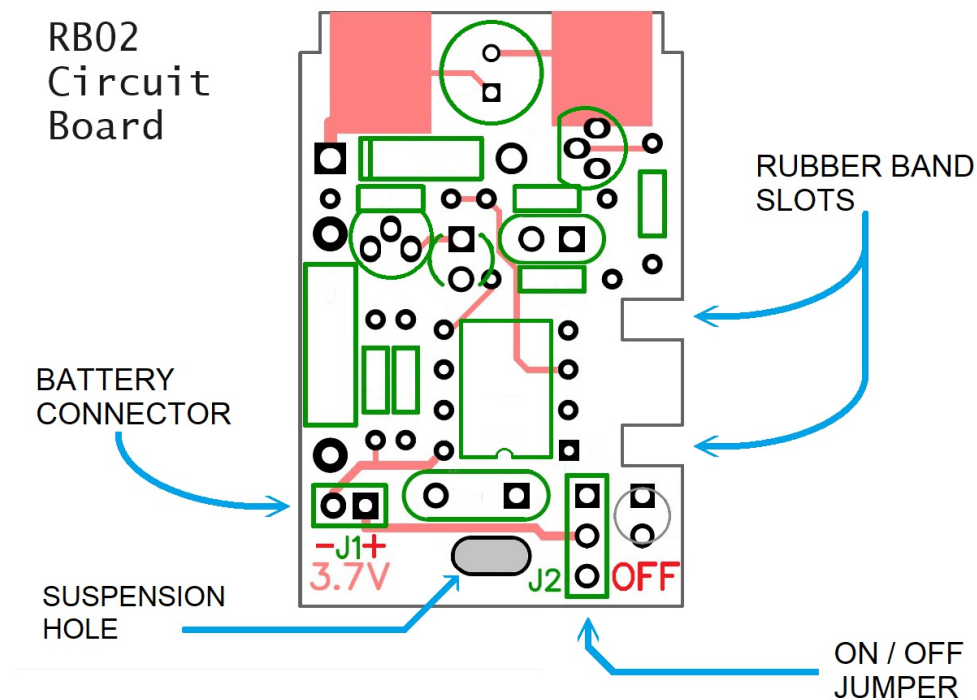 RB02
Circuit
Board
RUBBER BAND
SLOTS
BATTERY
CONNECTOR
-J1+
3.7V
J2
OFF
SUSPENSION
HOLE
ON / OFF
JUMPER